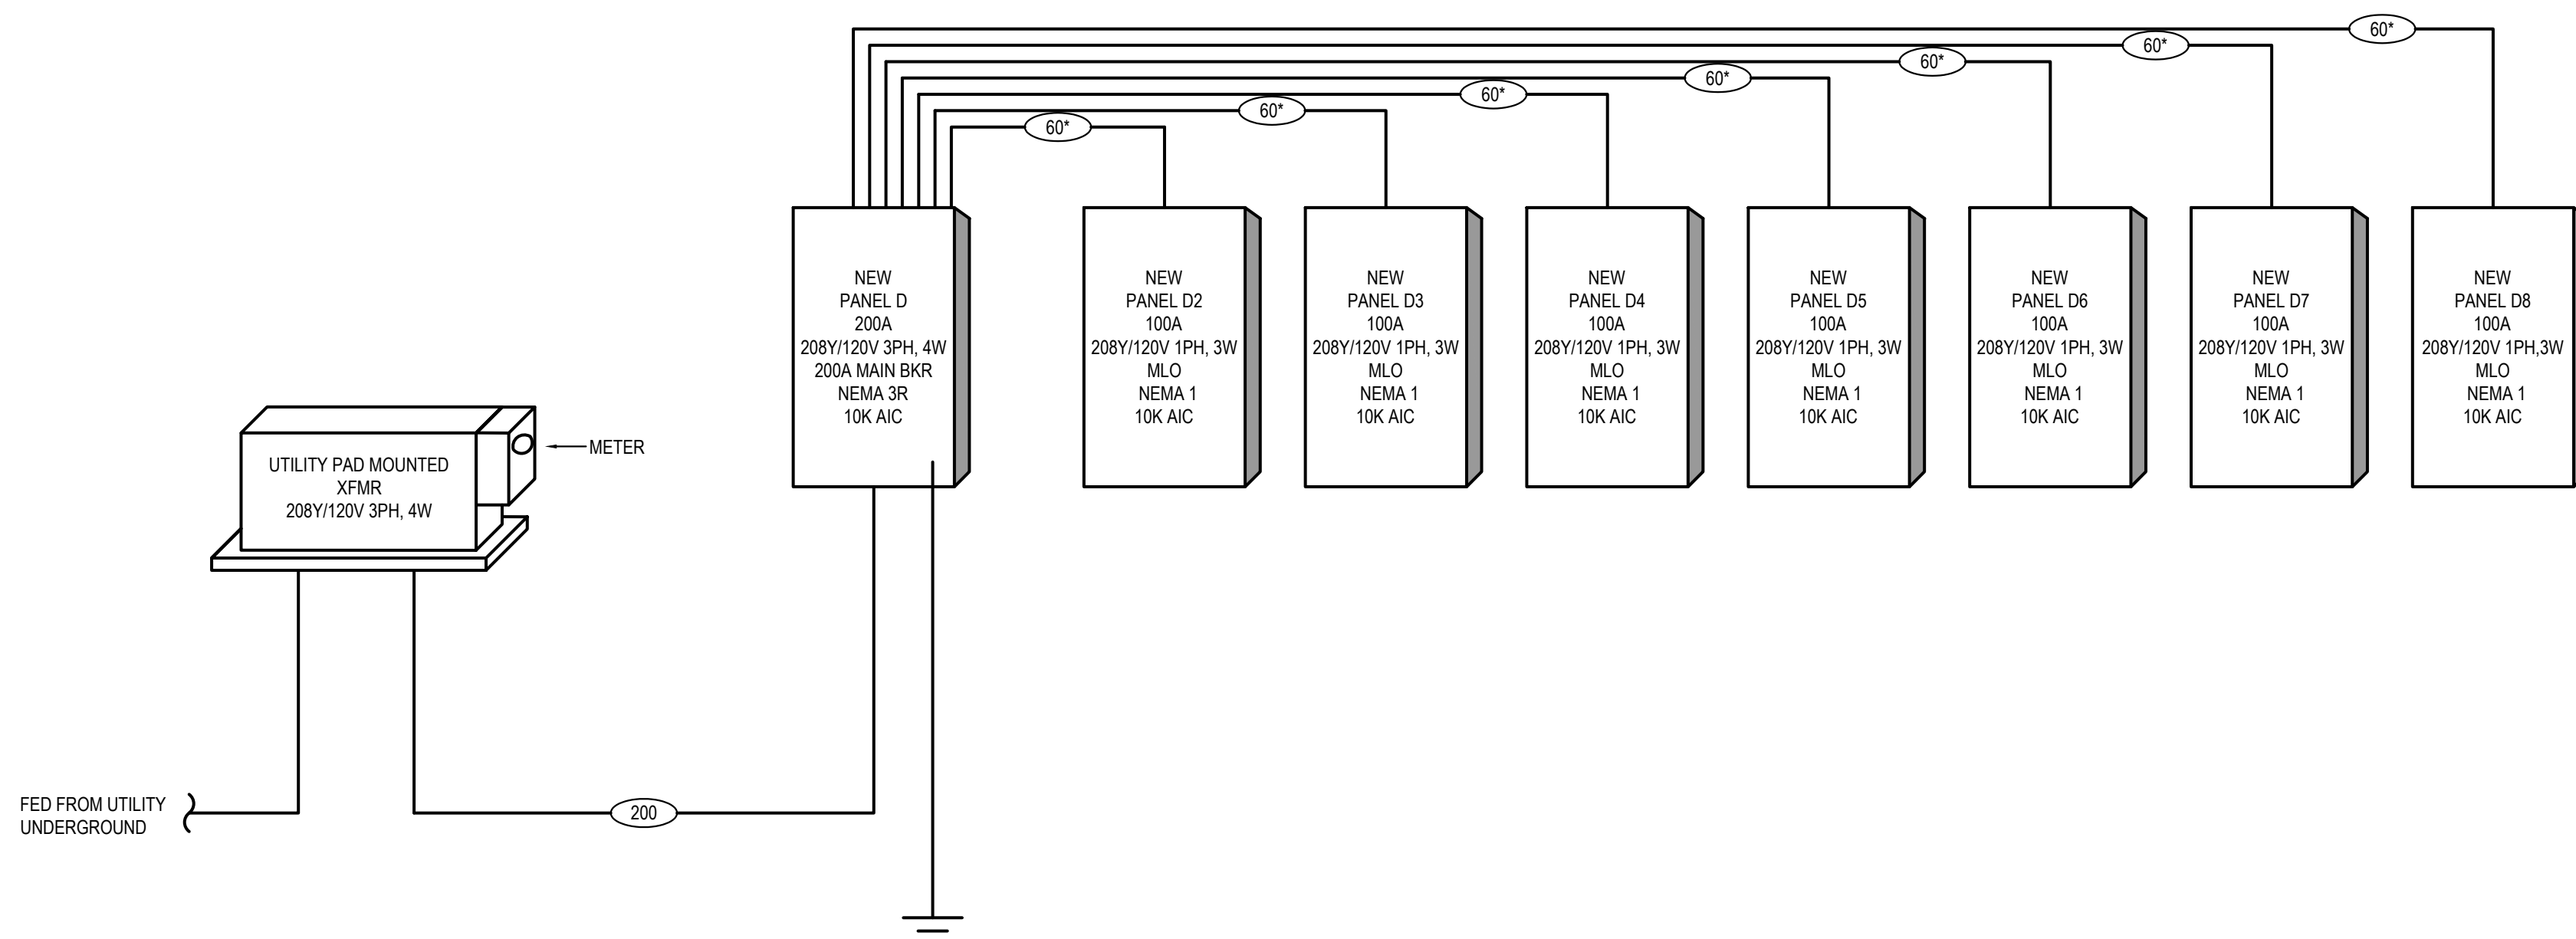 60*
60*
60*
60*
60*
60*
60*
NEW
PANEL D
200A
208Y/120V 3PH, 4W
200A MAIN BKR
NEMA 3R
10K AIC
NEW
PANEL D2
100A
208Y/120V 1PH, 3W
MLO
NEMA 1
10K AIC
NEW
PANEL D3
100A
208Y/120V 1PH, 3W
MLO
NEMA 1
10K AIC
NEW
PANEL D4
100A
208Y/120V 1PH, 3W
MLO
NEMA 1
10K AIC
NEW
PANEL D5
100A
208Y/120V 1PH, 3W
MLO
NEMA 1
10K AIC
NEW
PANEL D6
100A
208Y/120V 1PH, 3W
MLO
NEMA 1
10K AIC
NEW
PANEL D7
100A
208Y/120V 1PH, 3W
MLO
NEMA 1
10K AIC
NEW
PANEL D8
100A
208Y/120V 1PH,3W
MLO
NEMA 1
10K AIC
METER
UTILITY PAD MOUNTED
XFMR
208Y/120V 3PH, 4W
FED FROM UTILITY
UNDERGROUND
200